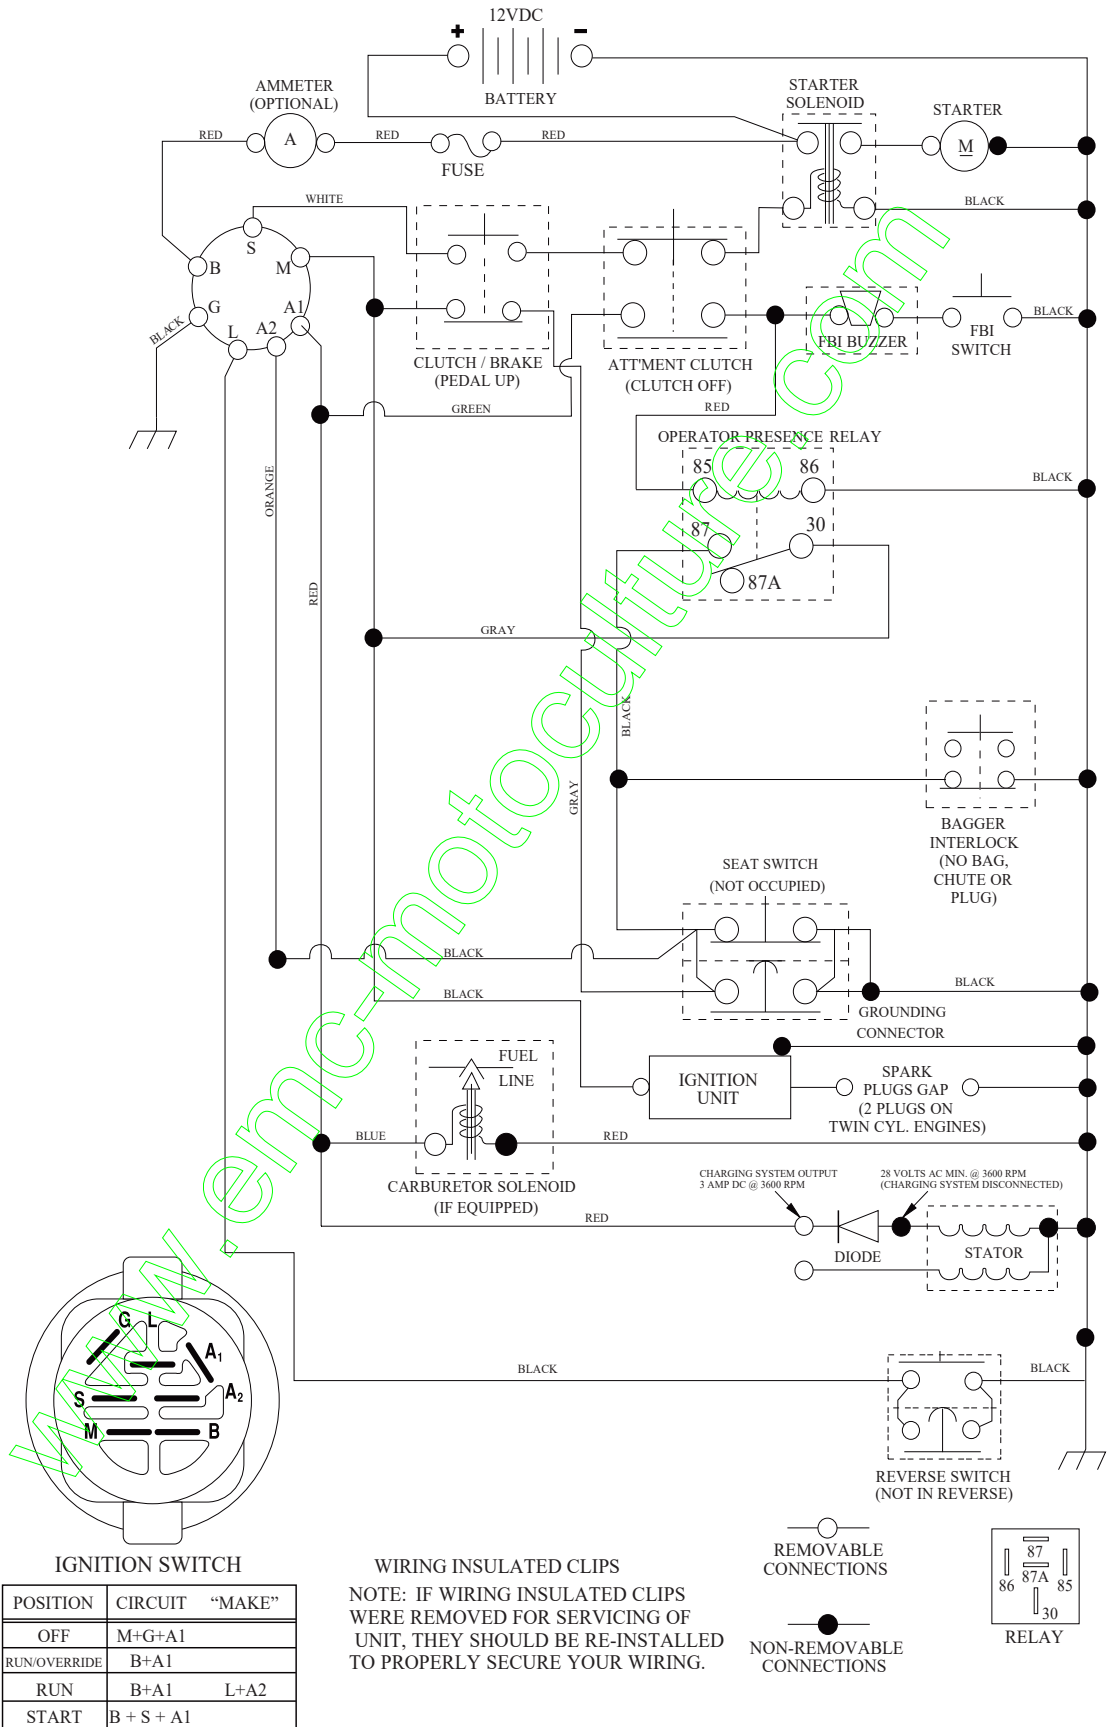 12VDC
+
−
BATTERY
AMMETER
(OPTIONAL)
A
RED
RED
FUSE
RED
STARTER
SOLENOID
STARTER
M
BLACK
WHITE
S
B
M
G
A1
L
A2
BLACK
CLUTCH / BRAKE
(PEDAL UP)
ATT'MENT CLUTCH
(CLUTCH OFF)
FBI BUZZER
FBI
SWITCH
BLACK
GREEN
RED
OPERATOR PRESENCE RELAY
85
86
BLACK
87
30
87A
ORANGE
RED
GRAY
BLACK
GRAY
BAGGER
INTERLOCK
(NO BAG,
CHUTE OR
PLUG)
SEAT SWITCH
(NOT OCCUPIED)
BLACK
BLACK
BLACK
GROUNDING
CONNECTOR
FUEL
LINE
IGNITION
UNIT
SPARK
PLUGS GAP
(2 PLUGS ON
TWIN CYL. ENGINES)
BLUE
RED
CARBURETOR SOLENOID
(IF EQUIPPED)
CHARGING SYSTEM OUTPUT
3 AMP DC @ 3600 RPM
28 VOLTS AC MIN. @ 3600 RPM
(CHARGING SYSTEM DISCONNECTED)
RED
DIODE
STATOR
G
L
A1
A2
S
M
B
BLACK
BLACK
REVERSE SWITCH
(NOT IN REVERSE)
IGNITION SWITCH
POSITION CIRCUIT "MAKE"
OFF M+G+A1
RUN/OVERRIDE B+A1
RUN B+A1 L+A2
START B + S + A1
WIRING INSULATED CLIPS
NOTE: IF WIRING INSULATED CLIPS
WERE REMOVED FOR SERVICING OF
UNIT, THEY SHOULD BE RE-INSTALLED
TO PROPERLY SECURE YOUR WIRING.
REMOVABLE
CONNECTIONS
NON-REMOVABLE
CONNECTIONS
87
87A
86
85
30
RELAY
www.emc-motoculture.com